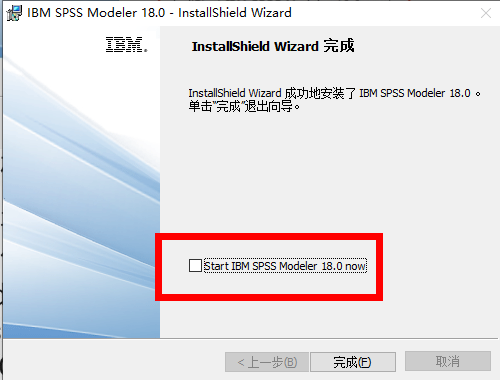 IBM SPSS Modeler 18.0 - InstallShield Wizard
IBM.
InstallShield Wizard 完成
InstallShield Wizard 成功地安装了 IBM SPSS Modeler 18.0 。
单击"完成"退出向导。
Start IBM SPSS Modeler 18.0 now
< 上一步(B)
完成(F)
取消